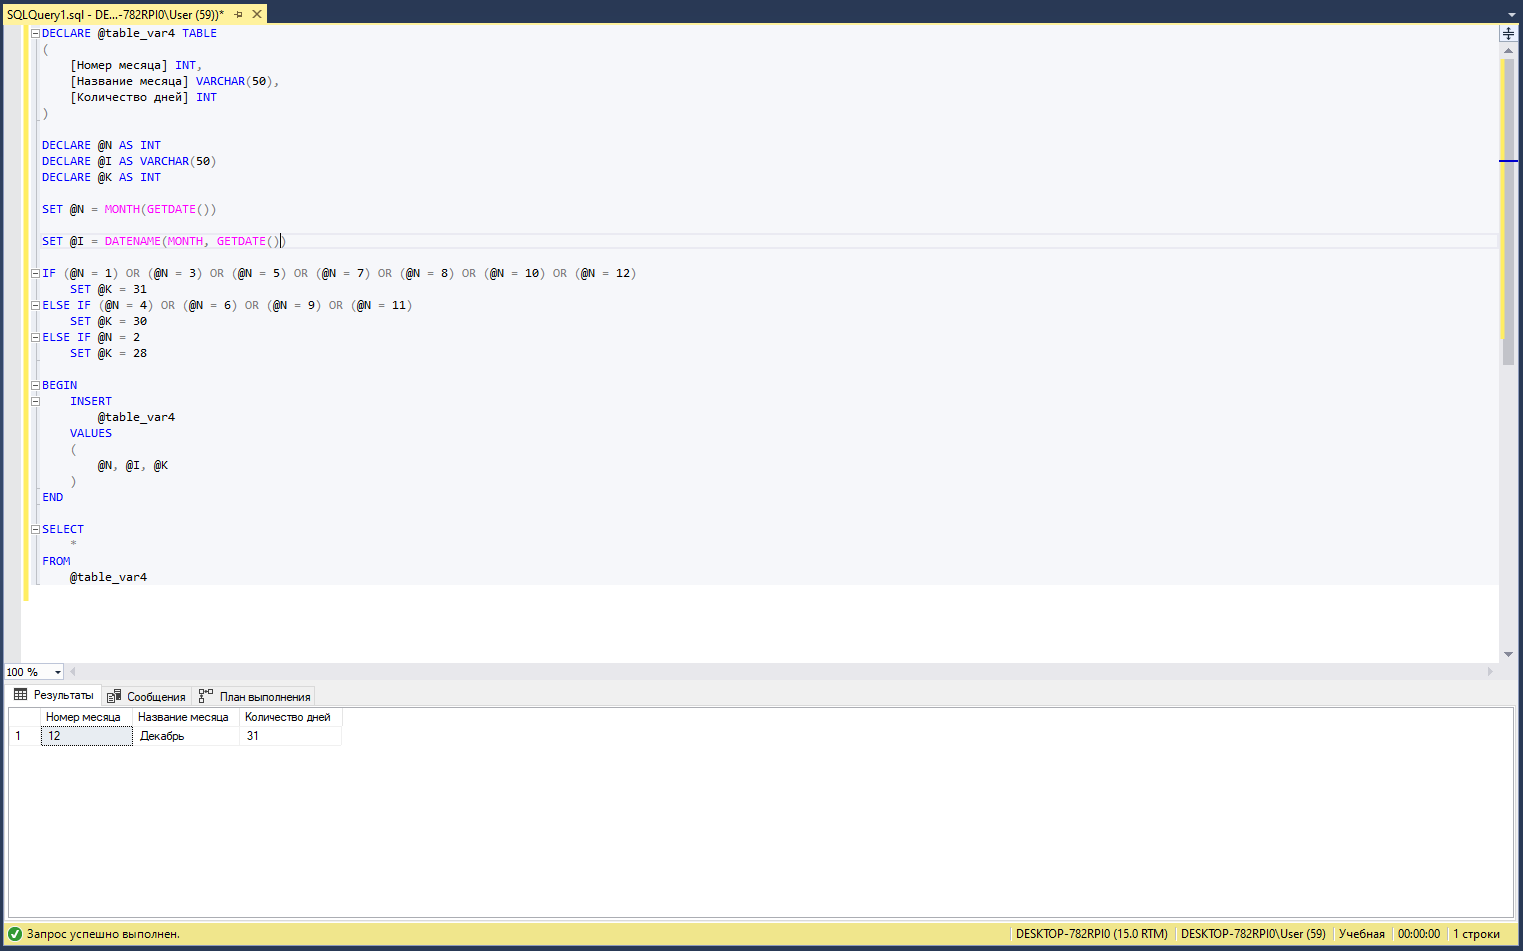 SQLQuery1.sql - DE...-782RPI0\User (59))*
DECLARE @table_var4 TABLE
(
[Номер месяца] INT,
[Название месяца] VARCHAR(50),
[Количество дней] INT
)
DECLARE @N AS INT
DECLARE @I AS VARCHAR(50)
DECLARE @K AS INT
SET @N = MONTH(GETDATE())
SET @I = DATENAME(MONTH, GETDATE())
IF (@N = 1) OR (@N = 3) OR (@N = 5) OR (@N = 7) OR (@N = 8) OR (@N = 10) OR (@N = 12)
SET @K = 31
ELSE IF (@N = 4) OR (@N = 6) OR (@N = 9) OR (@N = 11)
SET @K = 30
ELSE IF @N = 2
SET @K = 28
BEGIN
INSERT
@table_var4
VALUES
(
@N, @I, @K
)
END
SELECT
*
FROM
@table_var4
100 %
Результаты Сообщения План выполнения
Номер месяца Название месяца Количество дней
1 12 Декабрь 31
Запрос успешно выполнен. DESKTOP-782RPI0 (15.0 RTM) DESKTOP-782RPI0\User (59) Учебная 00:00:00 1 строки